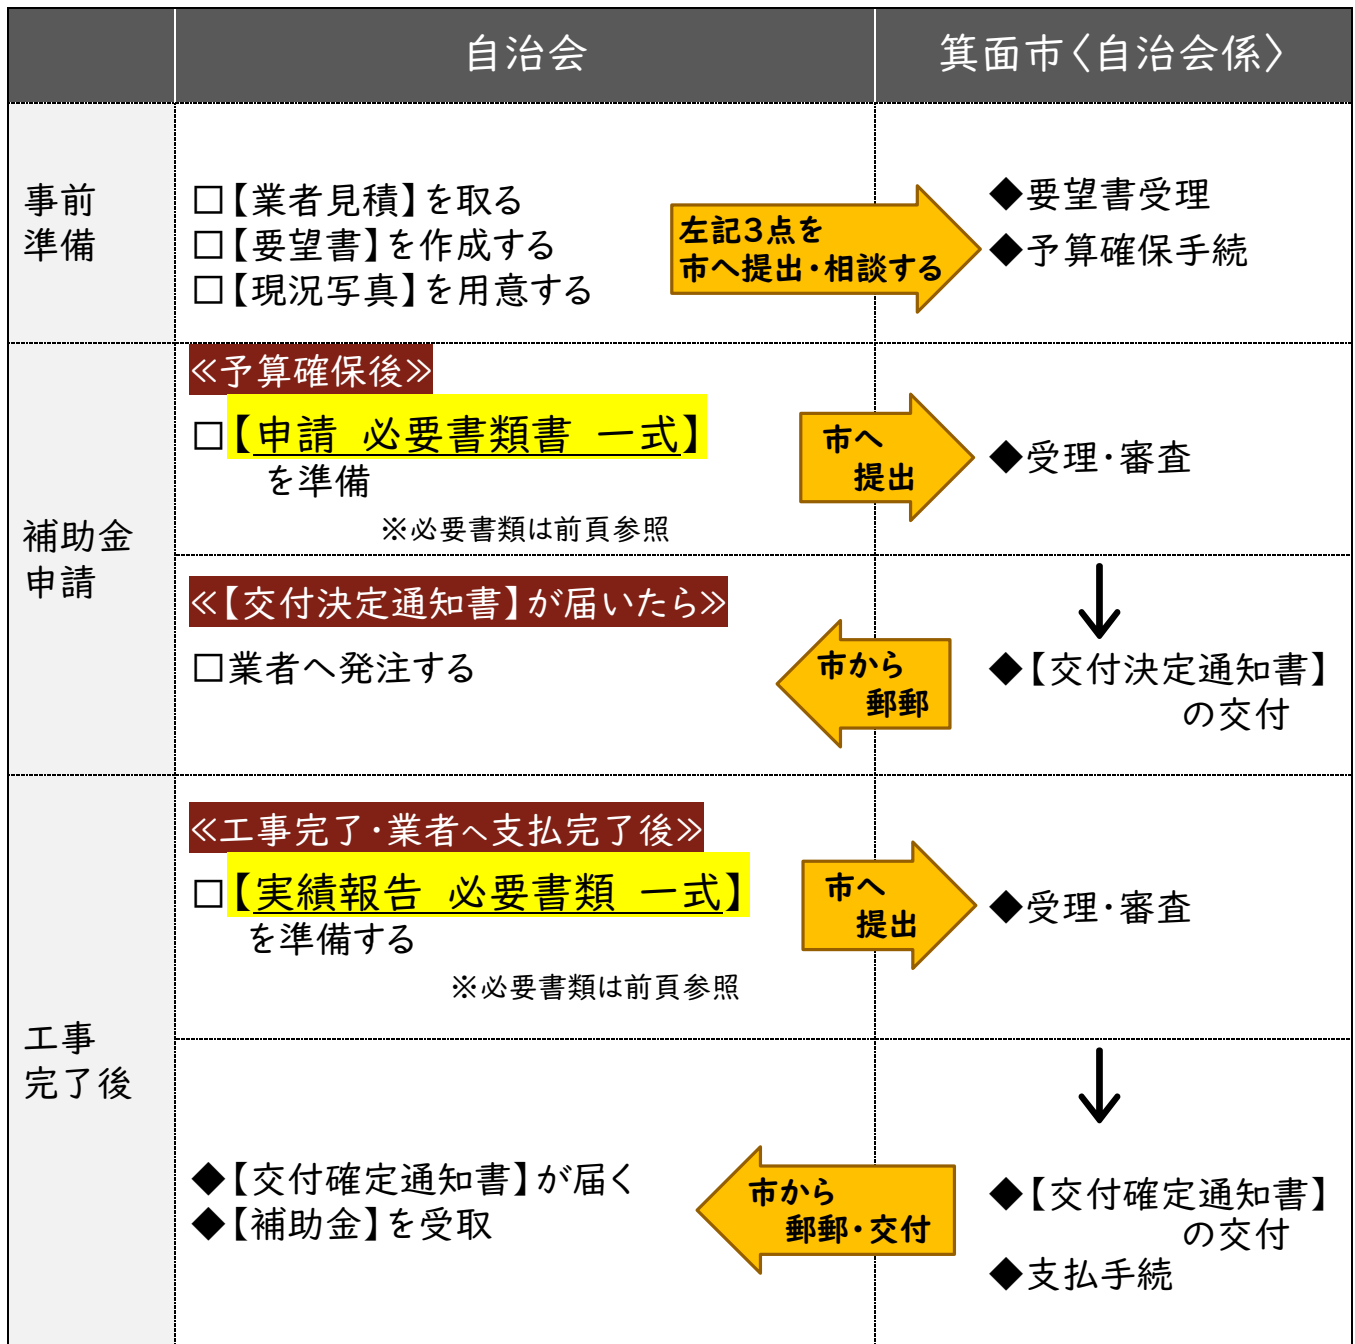 自治会
箕面市〈自治会係〉
事前
準備
□【業者見積】を取る
□【要望書】を作成する
□【現況写真】を用意する
左記3点を
市へ提出・相談する
◆要望書受理
◆予算確保手続
補助金
申請
≪予算確保後≫
□【申請 必要書類書 一式】
を準備
※必要書類は前頁参照
市へ
提出
◆受理・審査
≪【交付決定通知書】が届いたら≫
□業者へ発注する
市から
郵郵
◆【交付決定通知書】
の交付
工事
完了後
≪工事完了・業者へ支払完了後≫
□【実績報告 必要書類 一式】
を準備する
※必要書類は前頁参照
市へ
提出
◆受理・審査
◆【交付確定通知書】が届く
◆【補助金】を受取
市から
郵郵・交付
◆【交付確定通知書】
の交付
◆支払手続